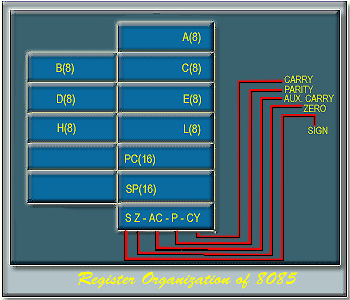 A(8)
B(8) C(8)
D(8) E(8)
H(8) L(8)
PC(16)
SP(16)
S Z - AC - P - CY
CARRY
PARITY
AUX. CARRY
ZERO
SIGN
Register Organization of 8085